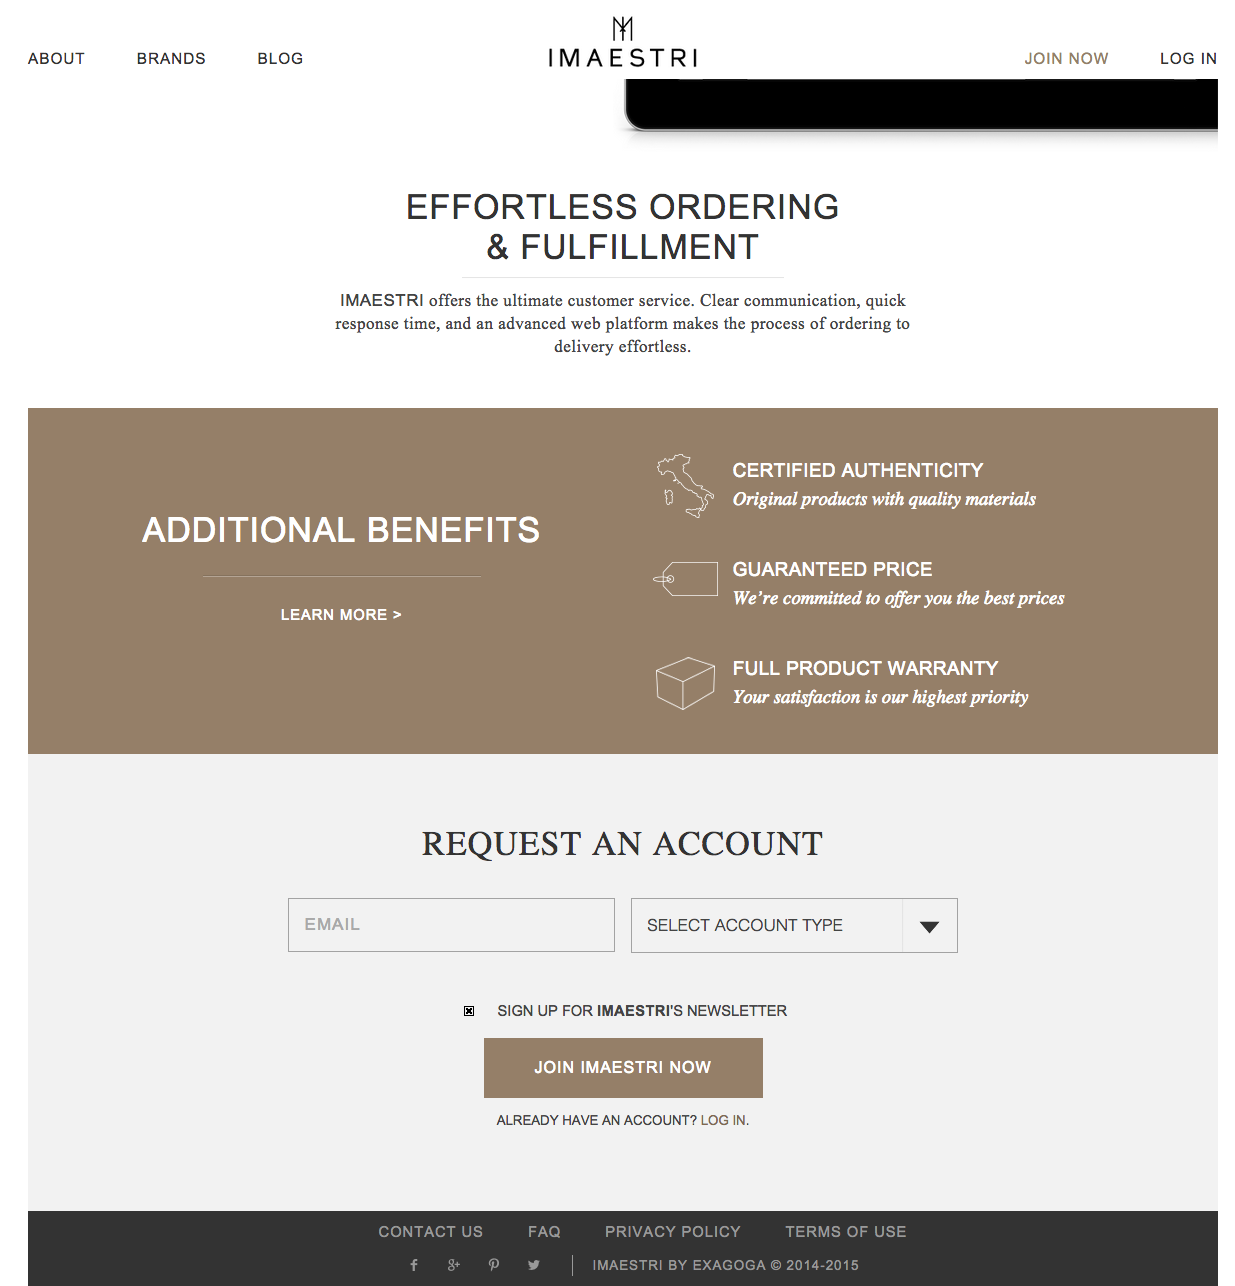 ABOUT
BRANDS
BLOG
IMAESTRI
JOIN NOW
LOG IN
EFFORTLESS ORDERING
& FULFILLMENT
IMAESTRI offers the ultimate customer service. Clear communication, quick
response time, and an advanced web platform makes the process of ordering to
delivery effortless.
ADDITIONAL BENEFITS
LEARN MORE >
CERTIFIED AUTHENTICITY
Original products with quality materials
GUARANTEED PRICE
We're committed to offer you the best prices
FULL PRODUCT WARRANTY
Your satisfaction is our highest priority
REQUEST AN ACCOUNT
EMAIL
SELECT ACCOUNT TYPE
SIGN UP FOR IMAESTRI'S NEWSLETTER
JOIN IMAESTRI NOW
ALREADY HAVE AN ACCOUNT? LOG IN.
CONTACT US
FAQ
PRIVACY POLICY
TERMS OF USE
IMAESTRI BY EXAGOGA © 2014-2015